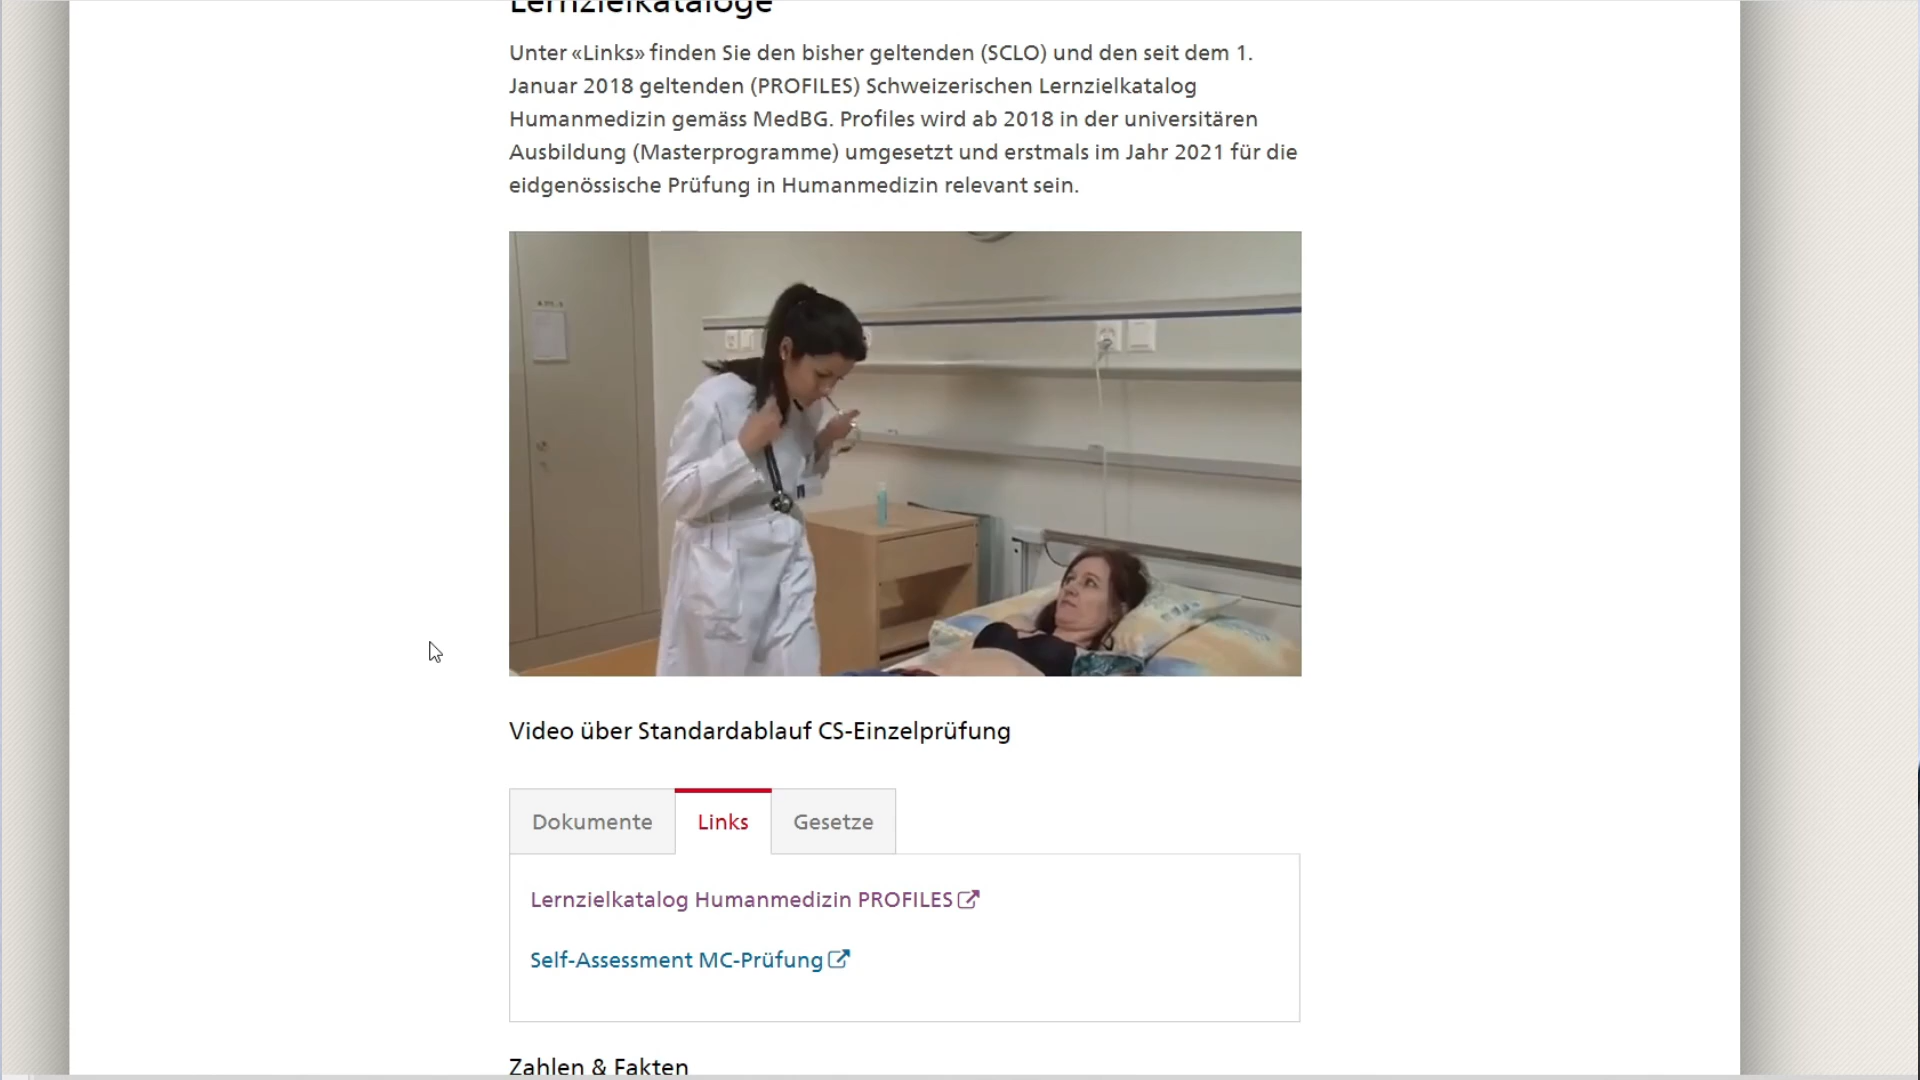 Lernzielkataloge
Unter «Links» finden Sie den bisher geltenden (SCLO) und den seit dem 1.
Januar 2018 geltenden (PROFILES) Schweizerischen Lernzielkatalog
Humanmedizin gemäss MedBG. Profiles wird ab 2018 in der universitären
Ausbildung (Masterprogramme) umgesetzt und erstmals im Jahr 2021 für die
eidgenössische Prüfung in Humanmedizin relevant sein.
Video über Standardablauf CS-Einzelprüfung
Dokumente Links Gesetze
Lernzielkatalog Humanmedizin PROFILES
Self-Assessment MC-Prüfung
Zahlen & Fakten